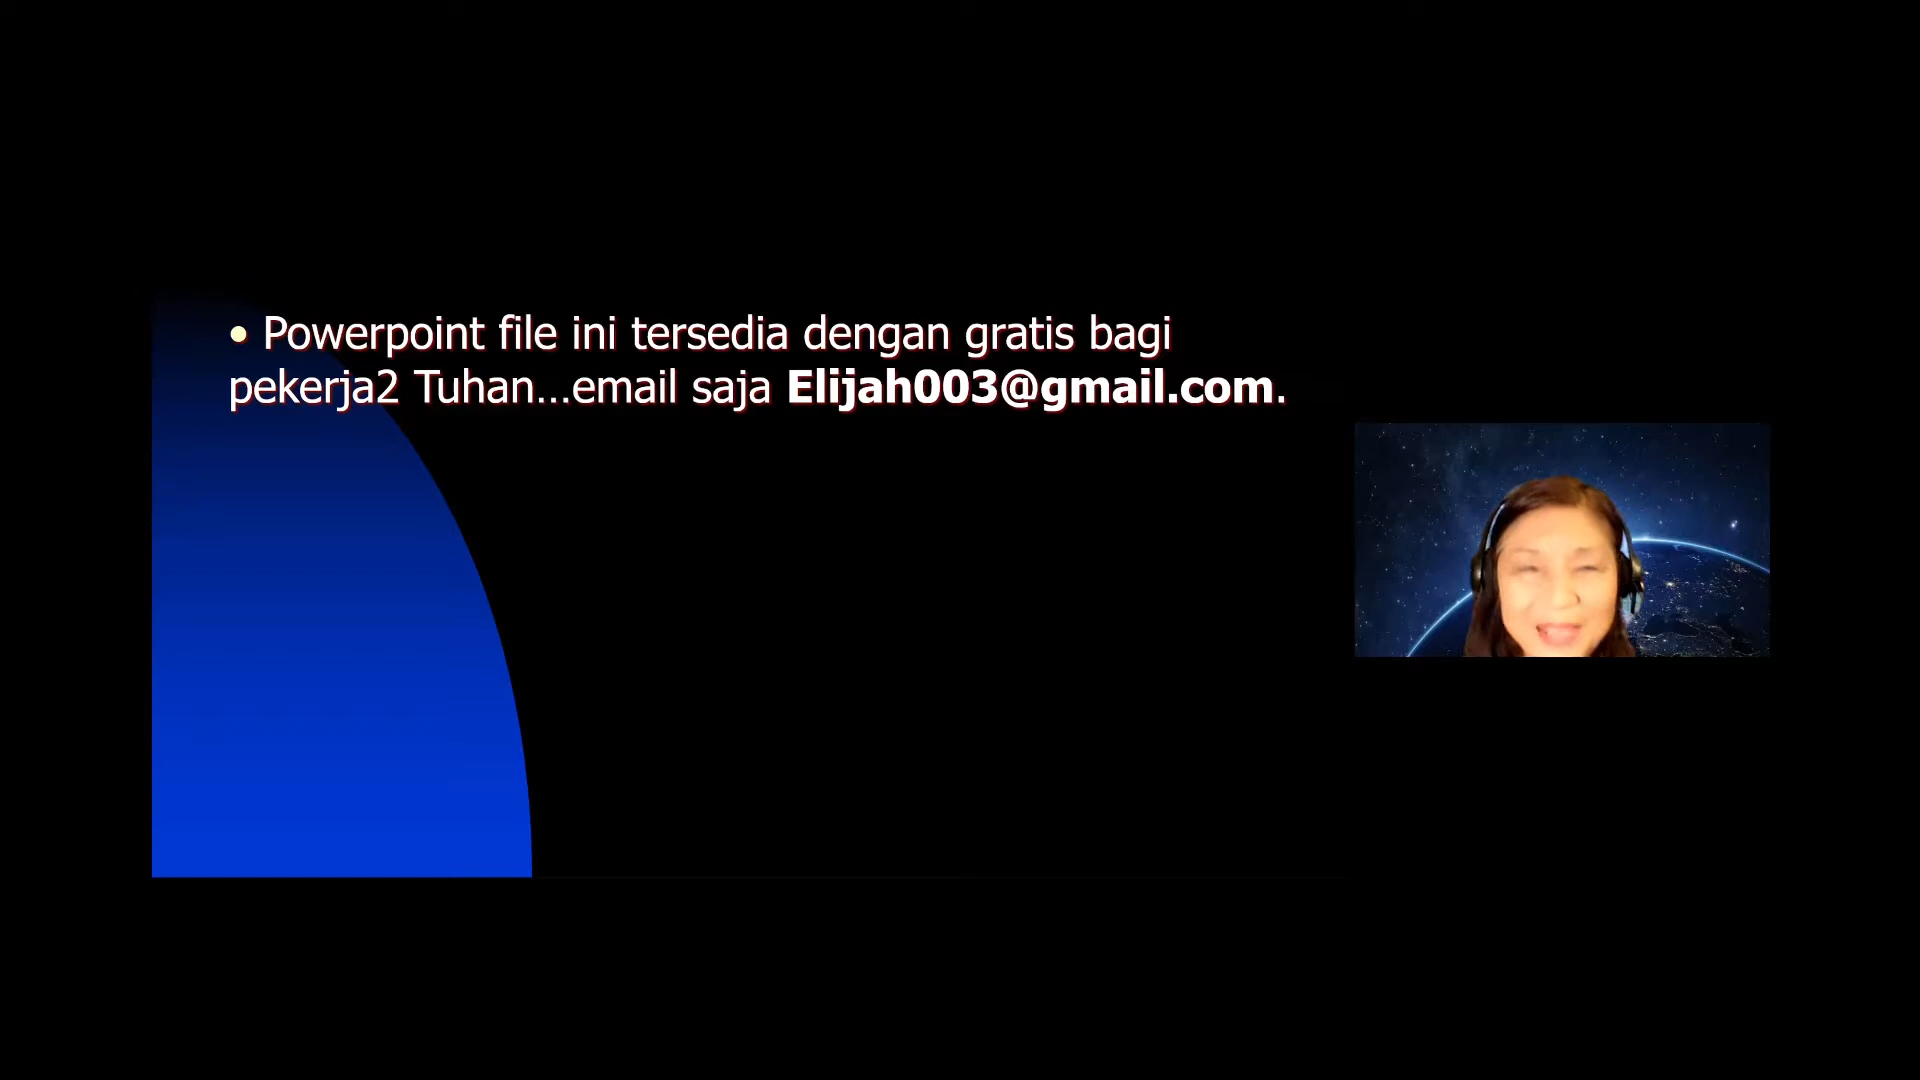 • Powerpoint file ini tersedia dengan gratis bagi
pekerja2 Tuhan...email saja Elijah003@gmail.com.